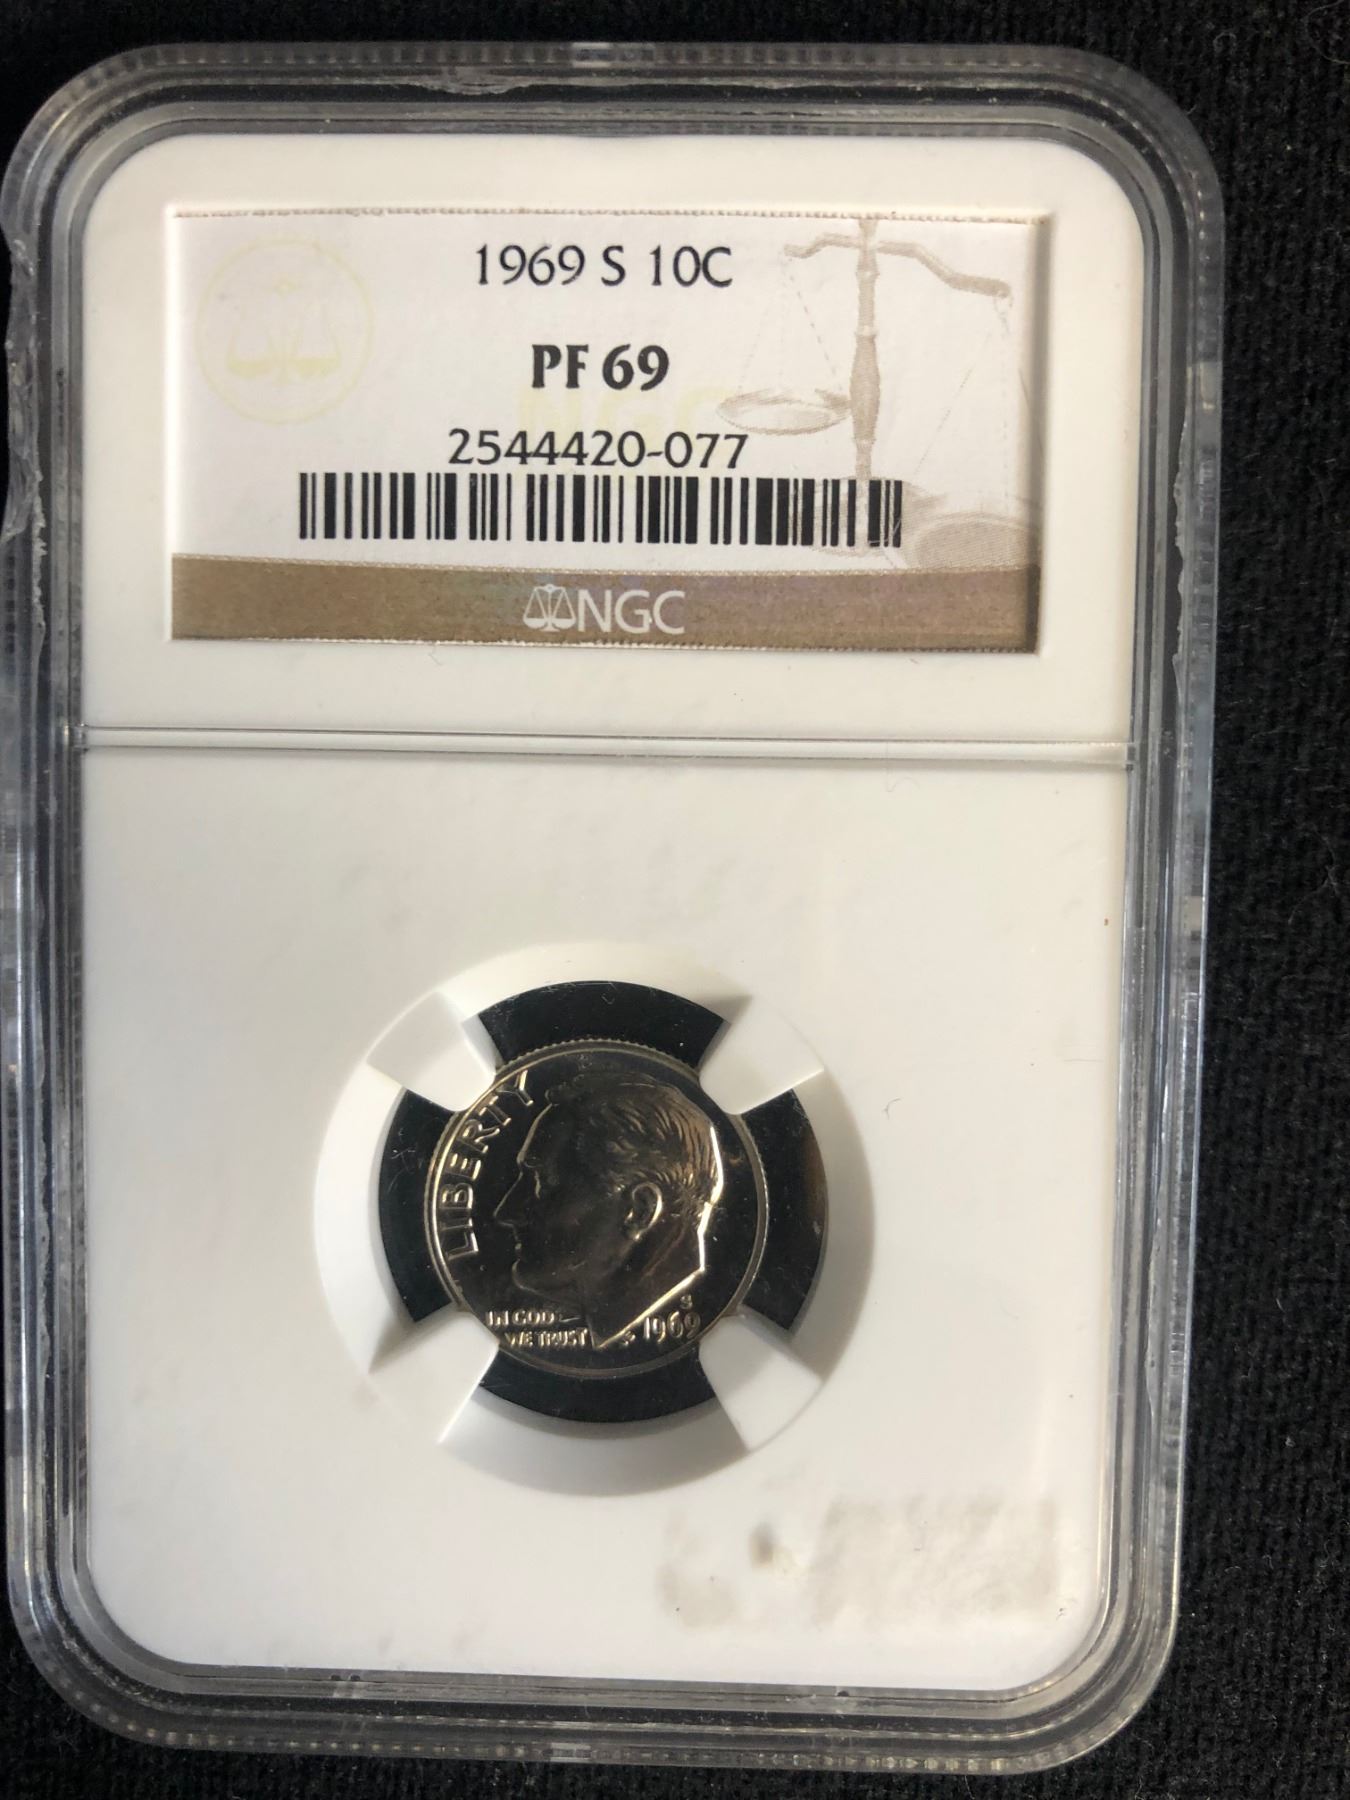 1969 S 10C
PF 69
2544420-077
NGC
LIBERTY
IN GOD
WE TRUST
S
1969